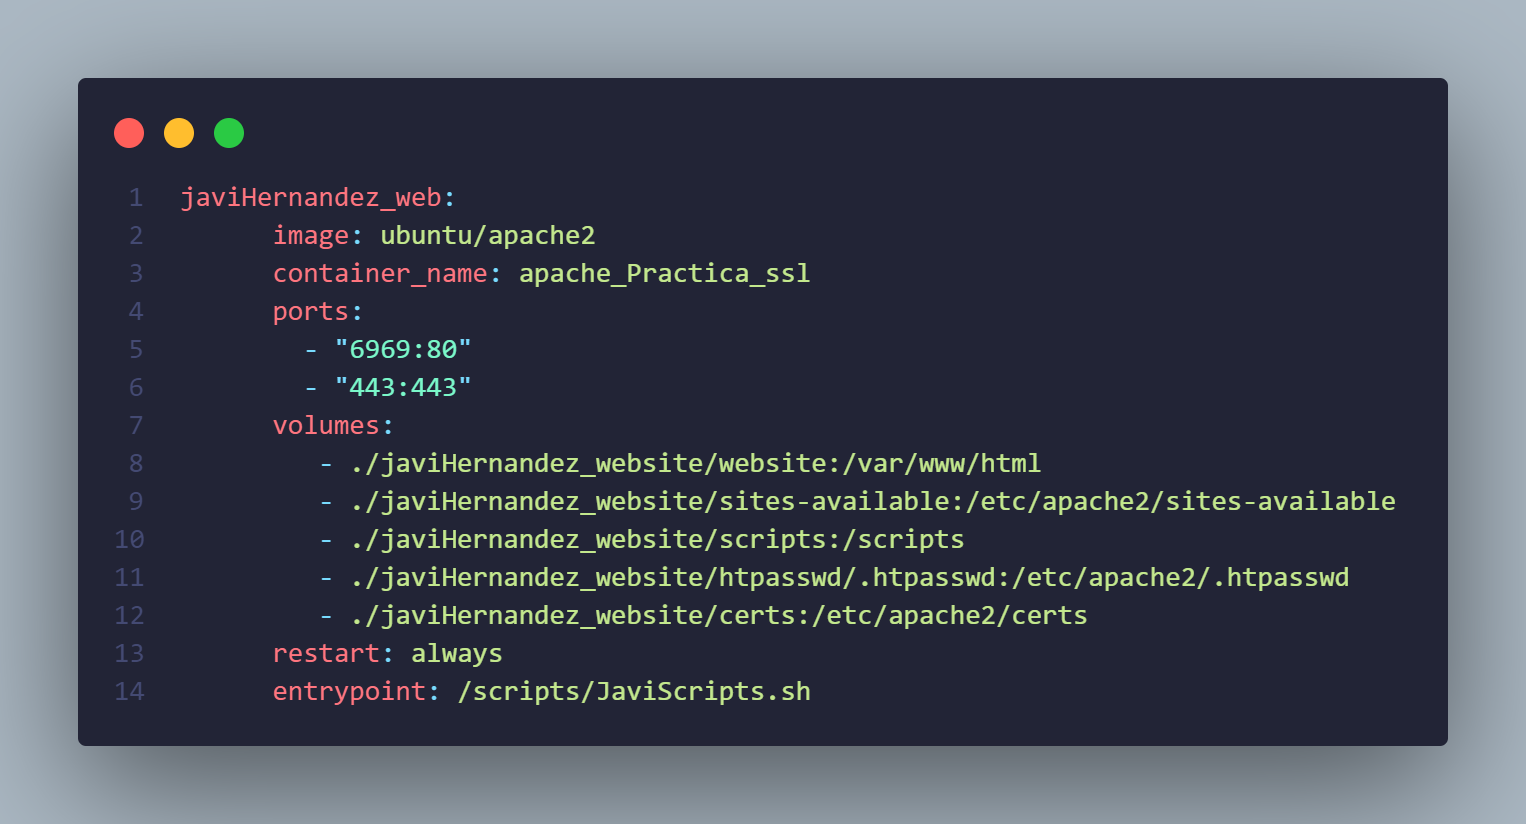 1 javiHernandez_web:
2 image: ubuntu/apache2
3 container_name: apache_Practica_ssl
4 ports:
5 - "6969:80"
6 - "443:443"
7 volumes:
8 - ./javiHernandez_website/website:/var/www/html
9 - ./javiHernandez_website/sites-available:/etc/apache2/sites-available
10 - ./javiHernandez_website/scripts:/scripts
11 - ./javiHernandez_website/htpasswd/.htpasswd:/etc/apache2/.htpasswd
12 - ./javiHernandez_website/certs:/etc/apache2/certs
13 restart: always
14 entrypoint: /scripts/JaviScripts.sh